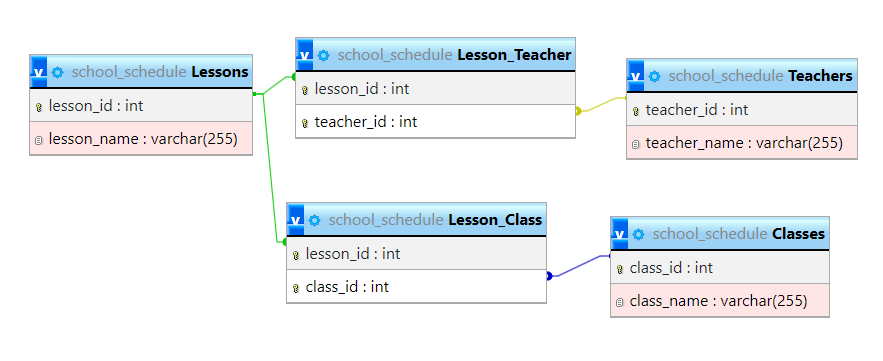 v school_schedule Lessons
lesson_id : int
lesson_name : varchar(255)
v school_schedule Lesson_Teacher
lesson_id : int
teacher_id : int
v school_schedule Teachers
teacher_id : int
teacher_name : varchar(255)
v school_schedule Lesson_Class
lesson_id : int
class_id : int
v school_schedule Classes
class_id : int
class_name : varchar(255)